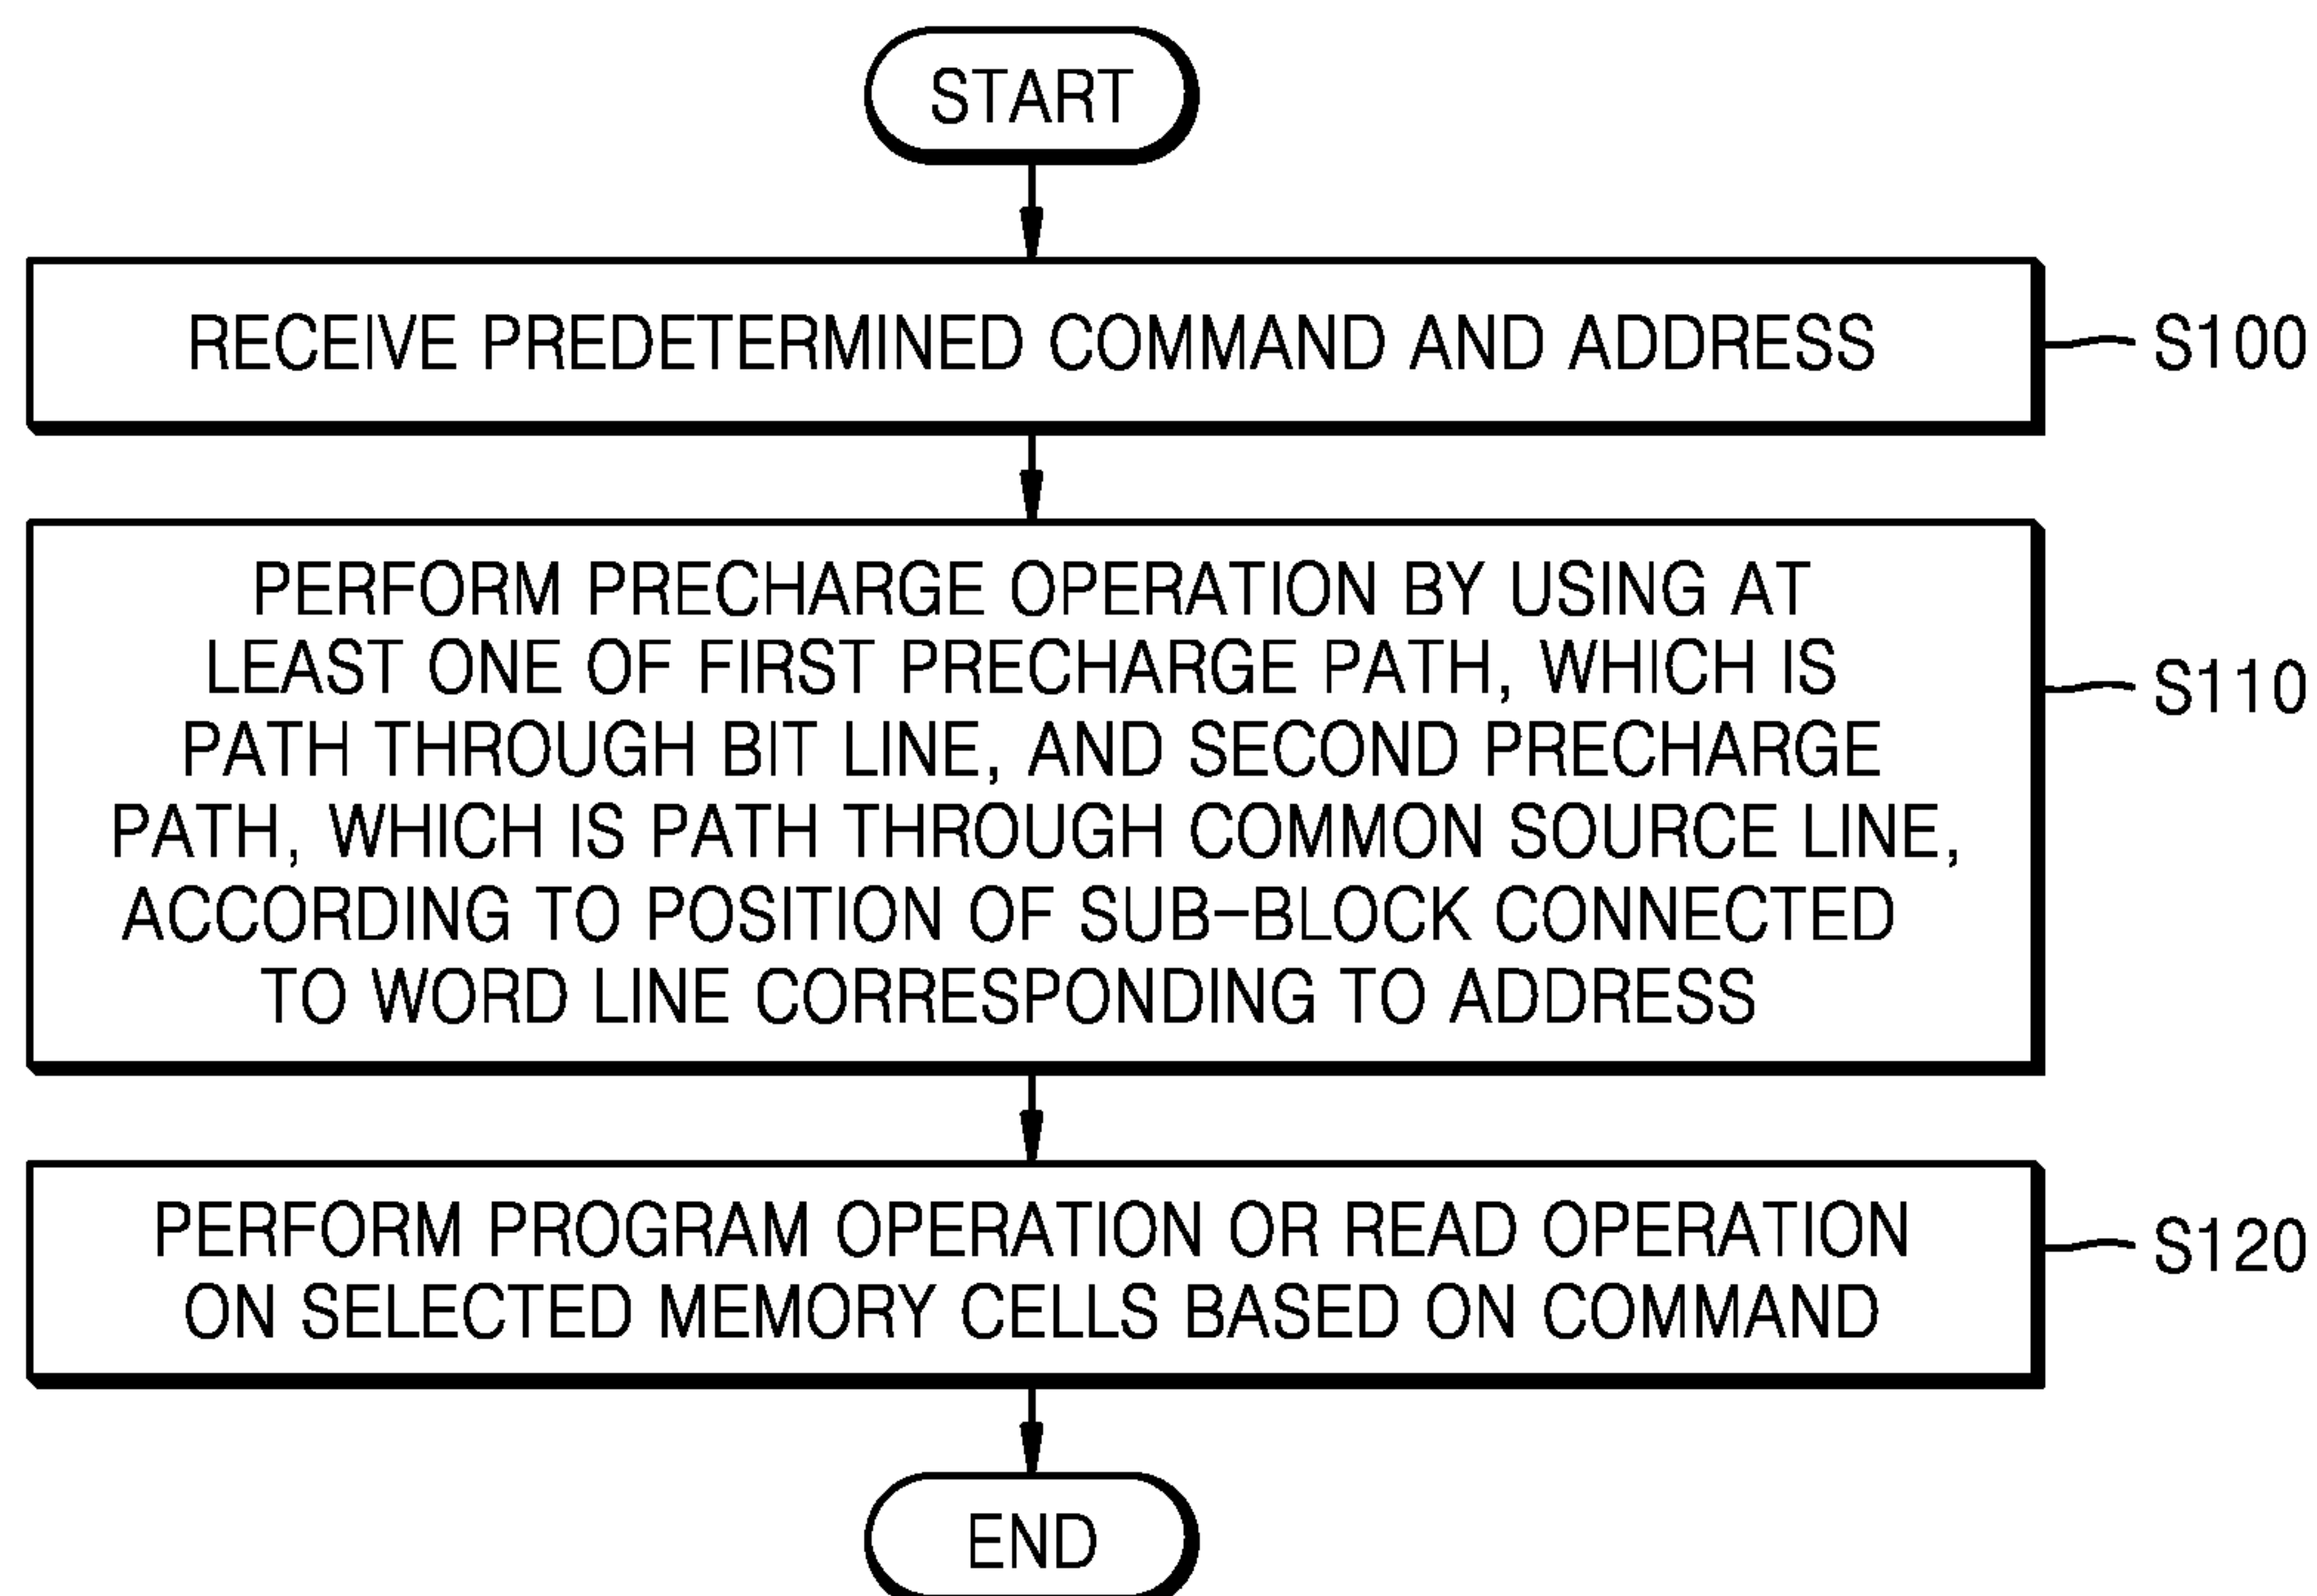 START
RECEIVE PREDETERMINED COMMAND AND ADDRESS
S100
PERFORM PRECHARGE OPERATION BY USING AT
LEAST ONE OF FIRST PRECHARGE PATH, WHICH IS
PATH THROUGH BIT LINE, AND SECOND PRECHARGE
PATH, WHICH IS PATH THROUGH COMMON SOURCE LINE,
ACCORDING TO POSITION OF SUB-BLOCK CONNECTED
TO WORD LINE CORRESPONDING TO ADDRESS
S110
PERFORM PROGRAM OPERATION OR READ OPERATION
ON SELECTED MEMORY CELLS BASED ON COMMAND
S120
END